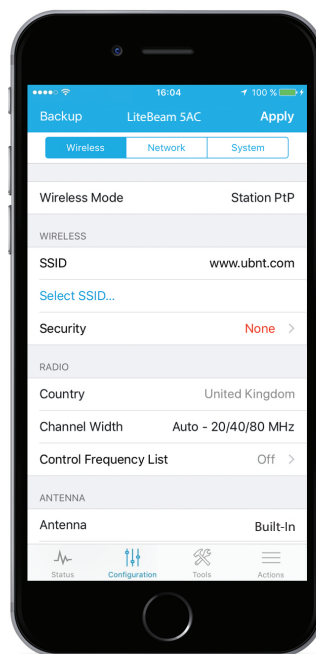 16:04 100 %
Backup LiteBeam 5AC Apply
Wireless Network System
Wireless Mode Station PtP
WIRELESS
SSID www.ubnt.com
Select SSID...
Security None
RADIO
Country United Kingdom
Channel Width Auto - 20/40/80 MHz
Control Frequency List Off
ANTENNA
Antenna Built-In
Status Configuration Tools Actions